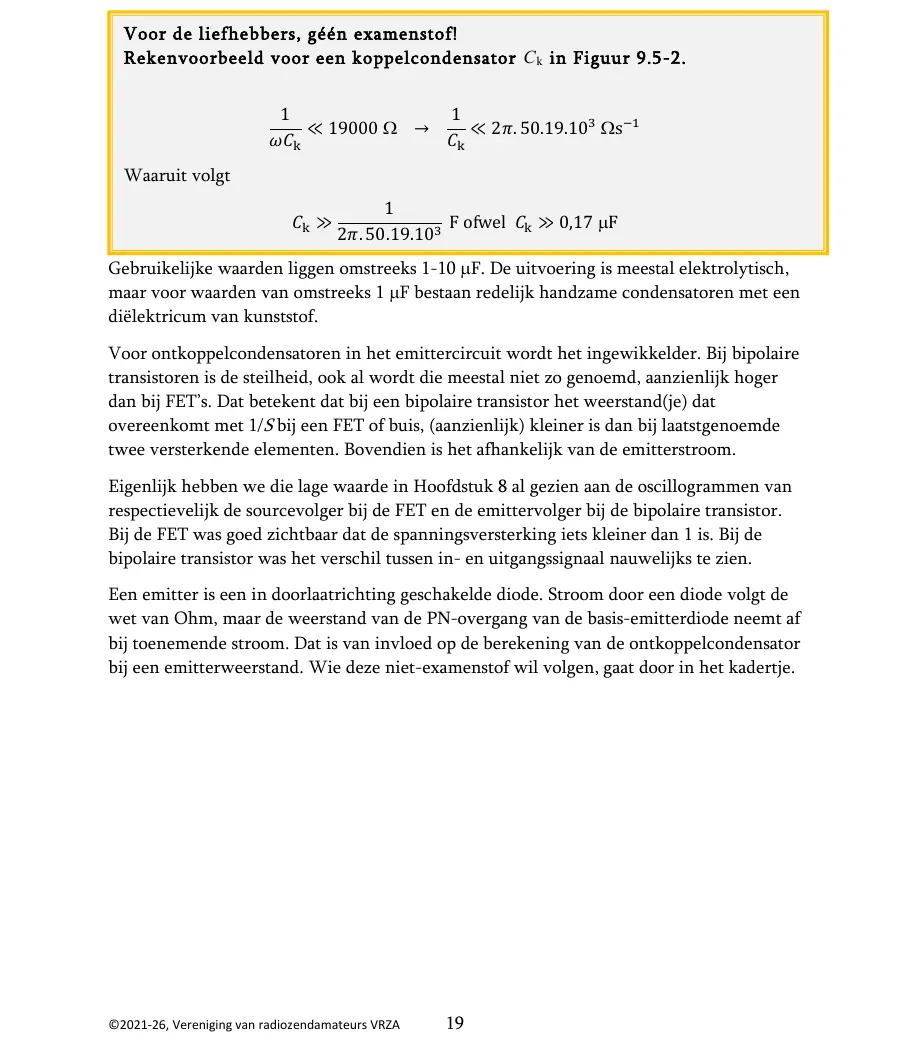 Voor de liefhebbers, géén examenstof!
Rekenvoorbeeld voor een koppelcondensator Cₖ in Figuur 9.5-2.
1/(ωCₖ) ≪ 19000 Ω → 1/Cₖ ≪ 2π.50.19.10³ Ωs⁻¹
Waaruit volgt
Cₖ ≫ 1/(2π.50.19.10³) F ofwel Cₖ ≫ 0,17 µF
Gebruikelijke waarden liggen omstreeks 1-10 µF. De uitvoering is meestal elektrolytisch,
maar voor waarden van omstreeks 1 µF bestaan redelijk handzame condensatoren met een
diëlektricum van kunststof.
Voor ontkoppelcondensatoren in het emittercircuit wordt het ingewikkelder. Bij bipolaire
transistoren is de steilheid, ook al wordt die meestal niet zo genoemd, aanzienlijk hoger
dan bij FET’s. Dat betekent dat bij een bipolaire transistor het weerstand(je) dat
overeenkomt met 1/S bij een FET of buis, (aanzienlijk) kleiner is dan bij laatstgenoemde
twee versterkende elementen. Bovendien is het afhankelijk van de emitterstroom.
Eigenlijk hebben we die lage waarde in Hoofdstuk 8 al gezien aan de oscillogrammen van
respectievelijk de sourcevolger bij de FET en de emittervolger bij de bipolaire transistor.
Bij de FET was goed zichtbaar dat de spanningsversterking iets kleiner dan 1 is. Bij de
bipolaire transistor was het verschil tussen in- en uitgangssignaal nauwelijks te zien.
Een emitter is een in doorlaatrichting geschakelde diode. Stroom door een diode volgt de
wet van Ohm, maar de weerstand van de PN-overgang van de basis-emitterdiode neemt af
bij toenemende stroom. Dat is van invloed op de berekening van de ontkoppelcondensator
bij een emitterweerstand. Wie deze niet-examenstof wil volgen, gaat door in het kadertje.
©2021-26, Vereniging van radiozendamateurs VRZA 19